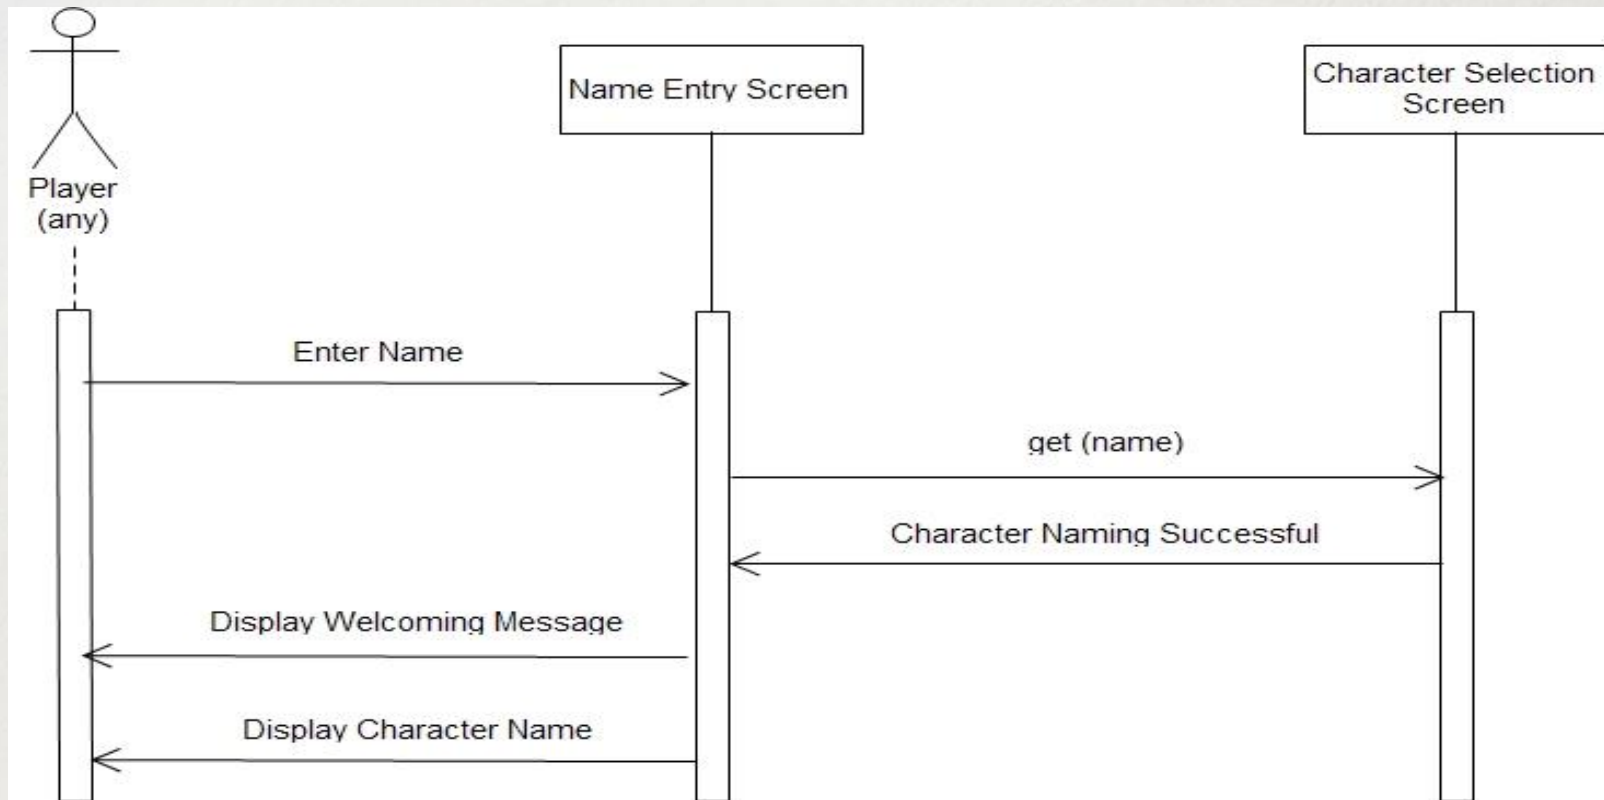 Name Entry Screen
Character Selection
Screen
Player
(any)
Enter Name
get (name)
Character Naming Successful
Display Welcoming Message
Display Character Name